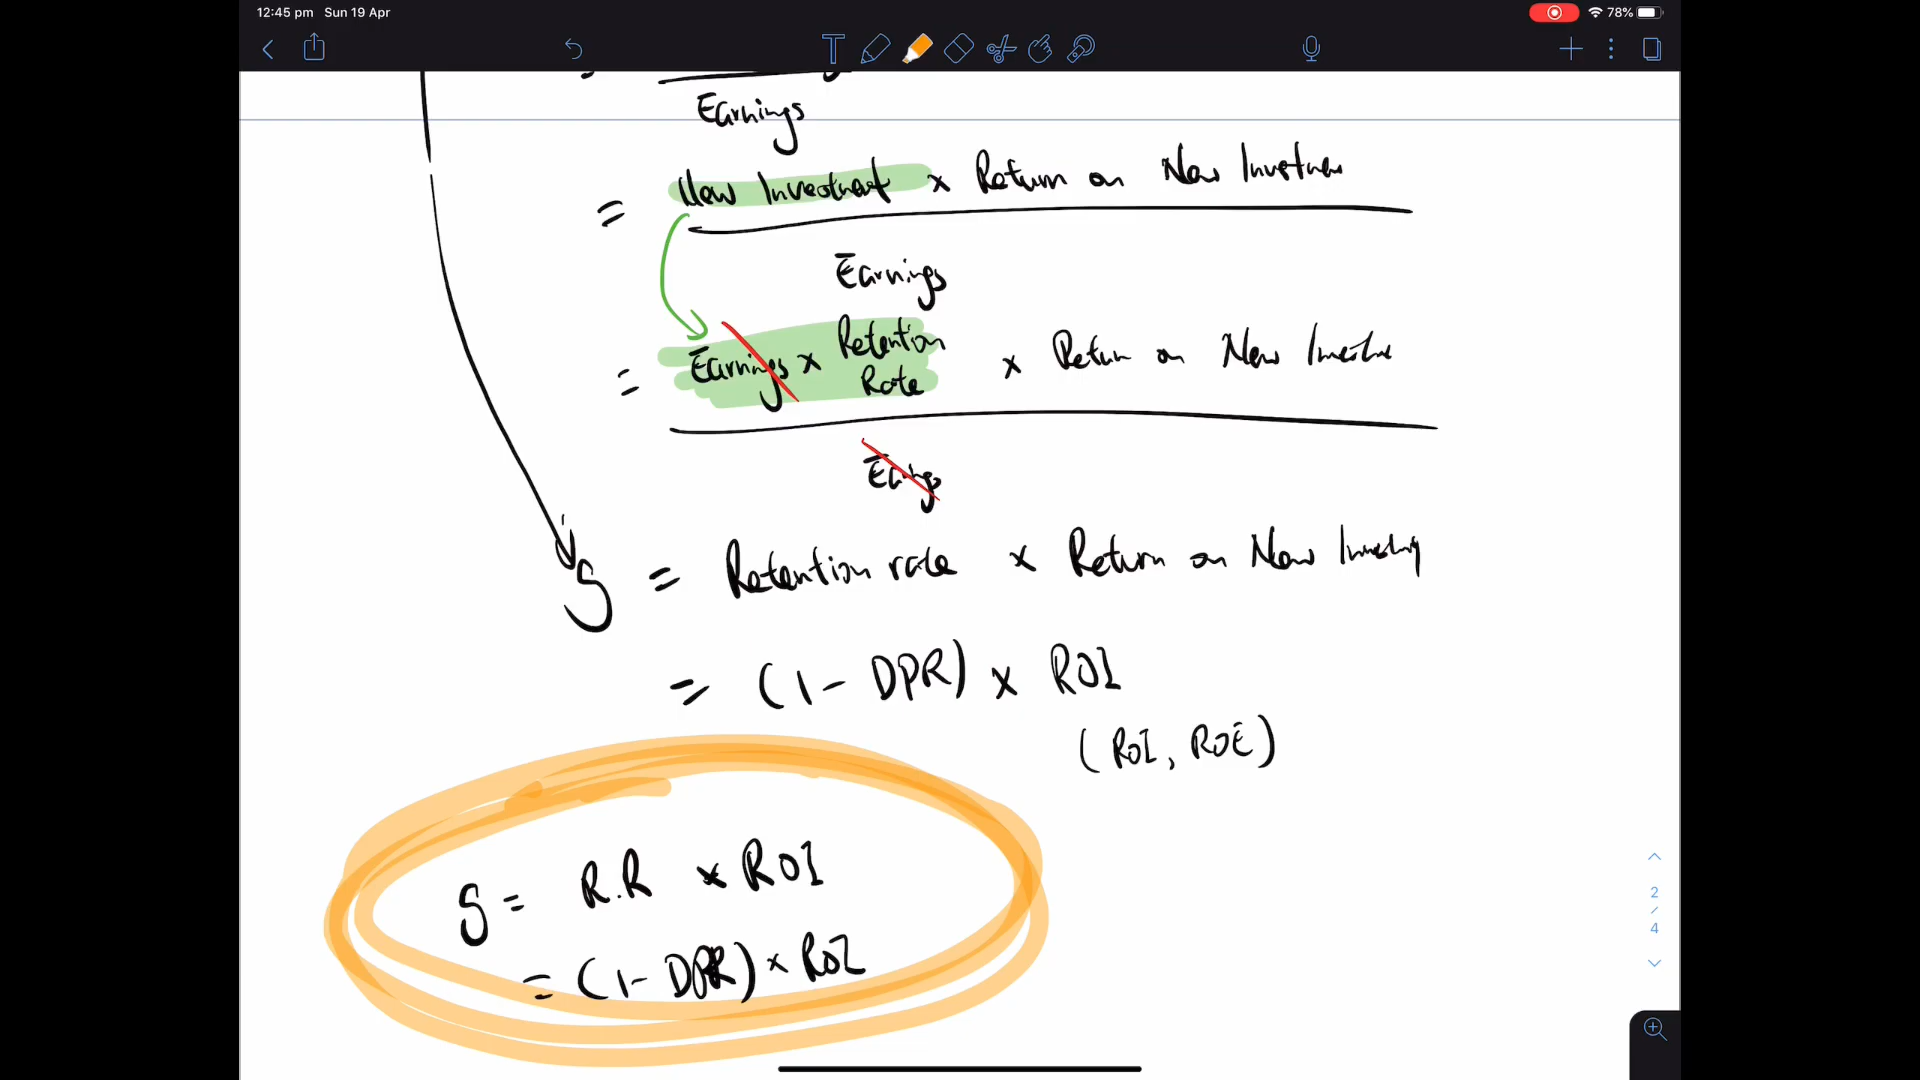 12:45 pm Sun 19 Apr 78%
T
Earnings
= New Investment × Return on New Investment
Earnings
= Earnings × Retention Rate × Return on New
Earnings
g = Retention rate × Return on New
= (1 - DPR) × ROI
(ROI, ROE)
g = R.R × ROI
= (1 - DPR) × ROI
2
/
4